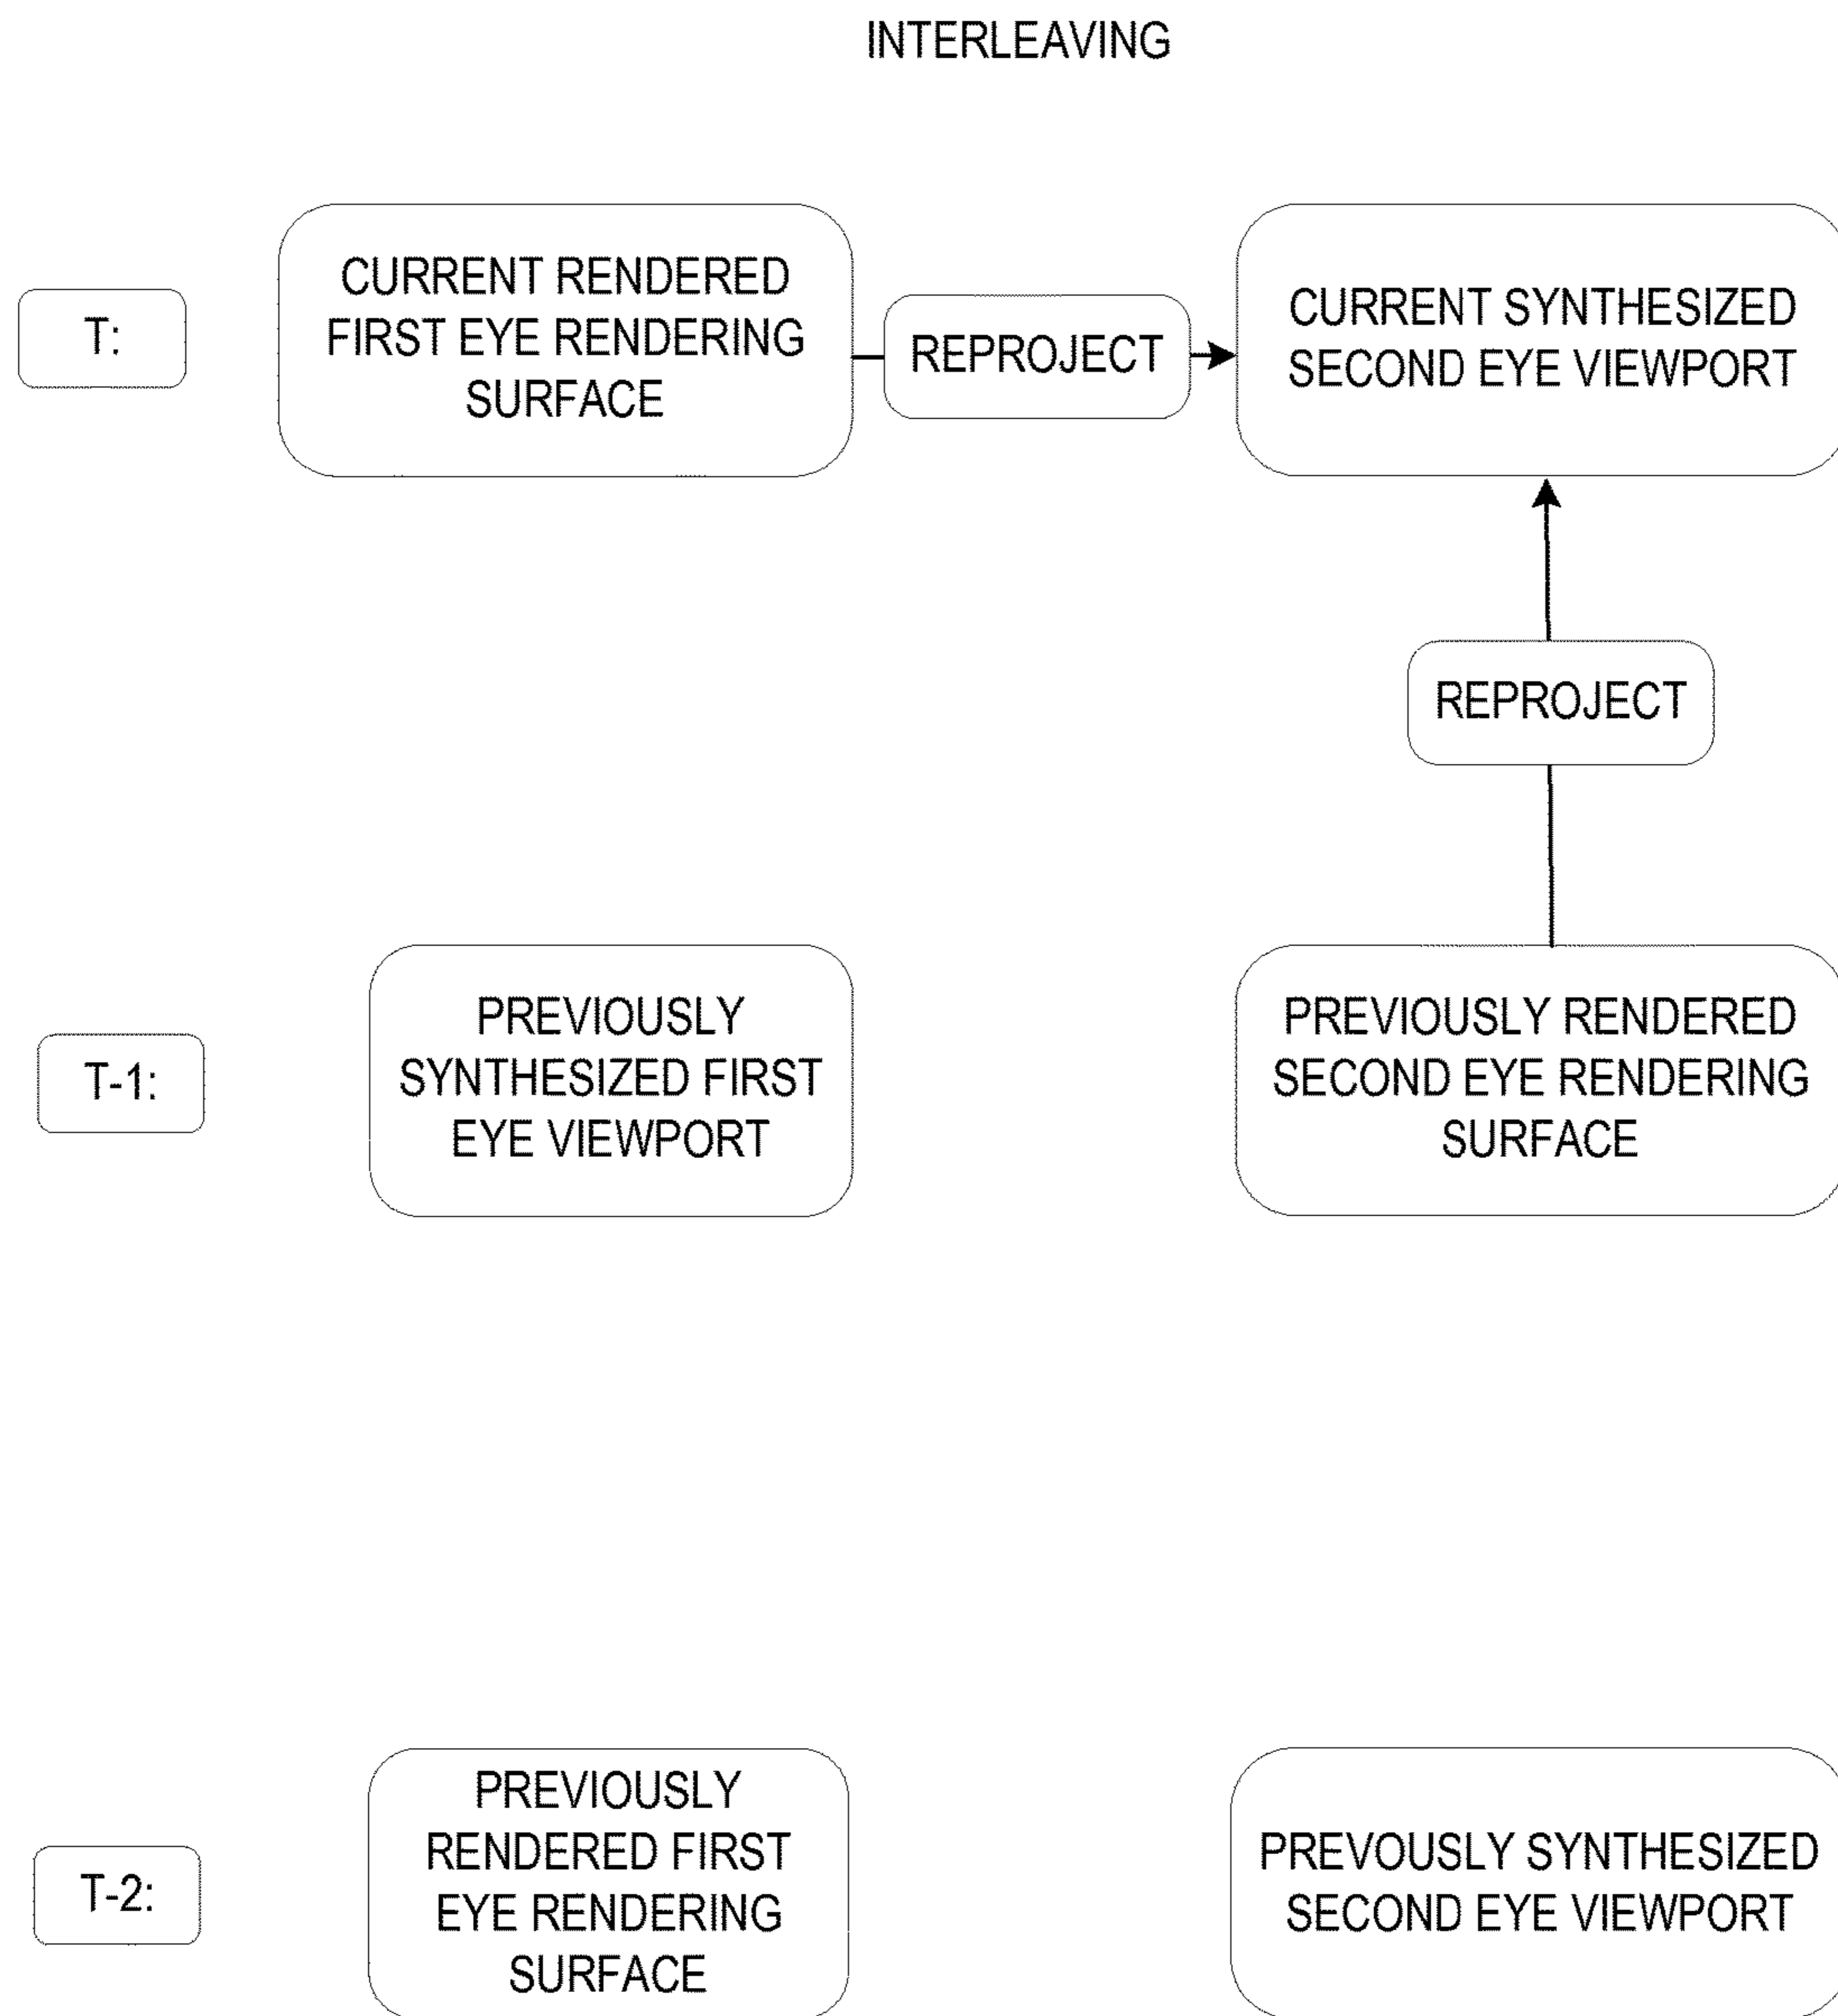 INTERLEAVING
T:
CURRENT RENDERED
FIRST EYE RENDERING
SURFACE
REPROJECT
CURRENT SYNTHESIZED
SECOND EYE VIEWPORT
REPROJECT
T-1:
PREVIOUSLY
SYNTHESIZED FIRST
EYE VIEWPORT
PREVIOUSLY RENDERED
SECOND EYE RENDERING
SURFACE
T-2:
PREVIOUSLY
RENDERED FIRST
EYE RENDERING
SURFACE
PREVOUSLY SYNTHESIZED
SECOND EYE VIEWPORT